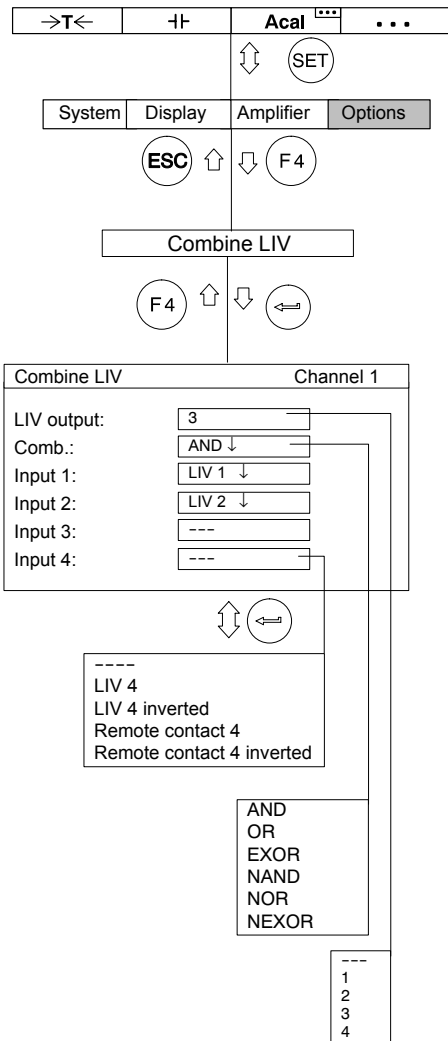 →T← ⊣⊢ Acal ...
SET
System Display Amplifier Options
ESC F4
Combine LIV
F4
Combine LIV Channel 1
LIV output: 3
Comb.: AND ↓
Input 1: LIV 1 ↓
Input 2: LIV 2 ↓
Input 3: ---
Input 4: ---
----
LIV 4
LIV 4 inverted
Remote contact 4
Remote contact 4 inverted
AND
OR
EXOR
NAND
NOR
NEXOR
---
1
2
3
4